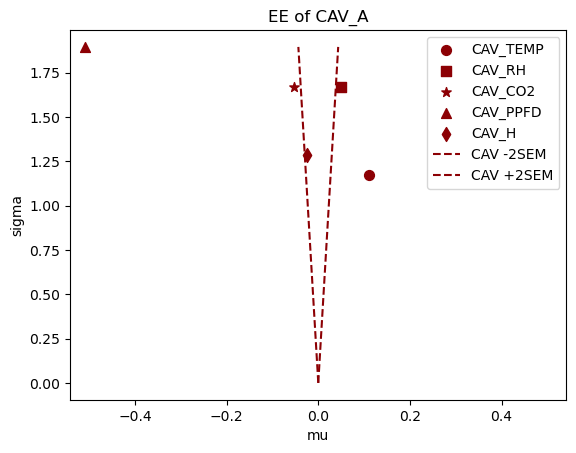 EE of CAV_A
CAV_TEMP
CAV_RH
CAV_CO2
CAV_PPFD
CAV_H
CAV -2SEM
CAV +2SEM
sigma
1.75
1.50
1.25
1.00
0.75
0.50
0.25
0.00
−0.4 −0.2 0.0 0.2 0.4
mu